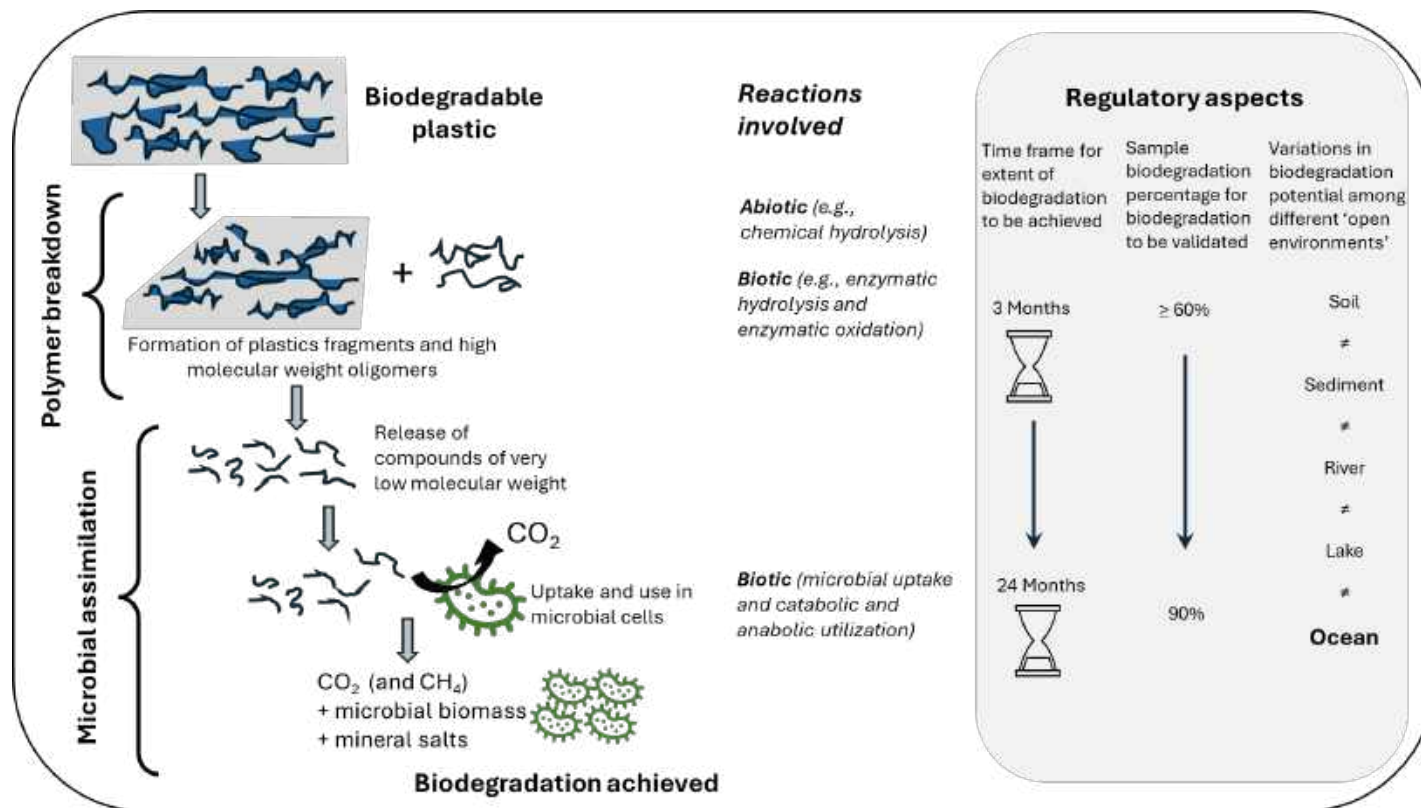 Biodegradable
plastic
Polymer breakdown
Formation of plastics fragments and high
molecular weight oligomers
+
Microbial assimilation
Release of
compounds of very
low molecular weight
CO₂
Uptake and use in
microbial cells
CO₂ (and CH₄)
+ microbial biomass
+ mineral salts
Biodegradation achieved
Reactions
involved
Abiotic (e.g.,
chemical hydrolysis)
Biotic (e.g., enzymatic
hydrolysis and
enzymatic oxidation)
Biotic (microbial uptake
and catabolic and
anabolic utilization)
Regulatory aspects
Time frame for
extent of
biodegradation
to be achieved
3 Months
24 Months
Sample
biodegradation
percentage for
biodegradation
to be validated
≥ 60%
90%
Variations in
biodegradation
potential among
different ‘open
environments’
Soil
≠
Sediment
≠
River
≠
Lake
≠
Ocean